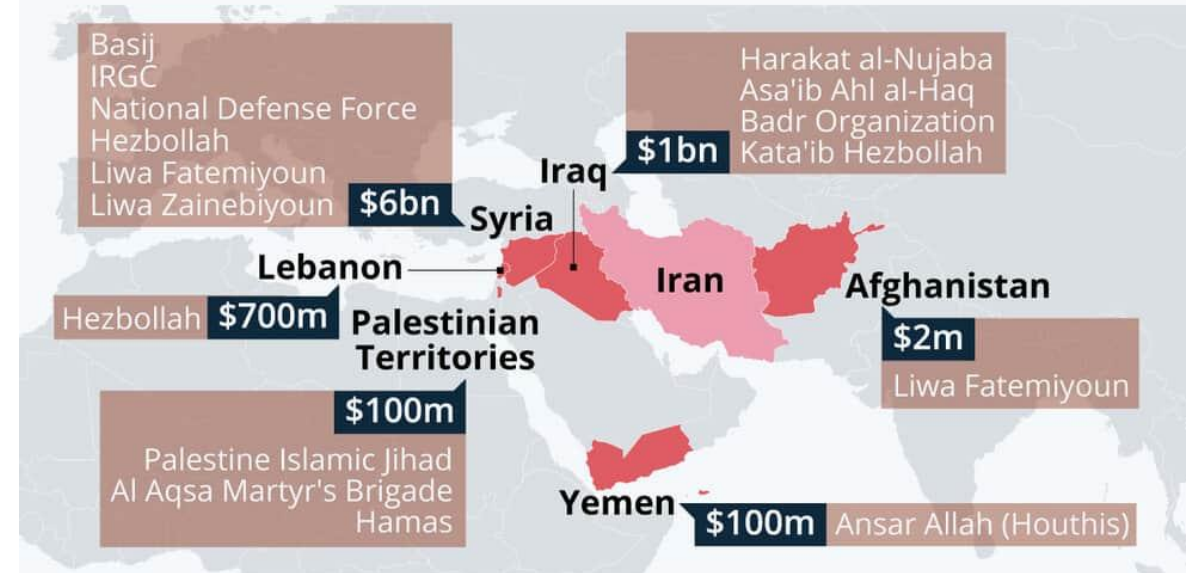 Basij
IRGC
National Defense Force
Hezbollah
Liwa Fatemiyoun
Liwa Zainebiyoun
$6bn
Syria
Harakat al-Nujaba
Asa'ib Ahl al-Haq
Badr Organization
Kata'ib Hezbollah
$1bn
Iraq
Lebanon
Hezbollah $700m
Iran
Afghanistan
$2m
Liwa Fatemiyoun
Palestinian
Territories
$100m
Palestine Islamic Jihad
Al Aqsa Martyr's Brigade
Hamas
Yemen
$100m Ansar Allah (Houthis)